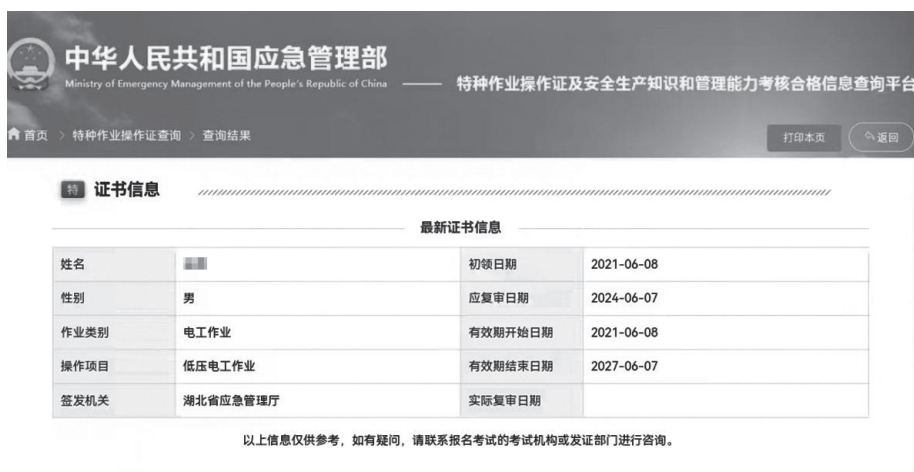 中华人民共和国应急管理部
Ministry of Emergency Management of the People's Republic of China
特种作业操作证及安全生产知识和管理能力考核合格信息查询平台
首页 > 特种作业操作证查询 > 查询结果
打印本页 返回
特 证书信息
最新证书信息
姓名 初领日期 2021-06-08
性别 男 应复审日期 2024-06-07
作业类别 电工作业 有效期开始日期 2021-06-08
操作项目 低压电工作业 有效期结束日期 2027-06-07
签发机关 湖北省应急管理厅 实际复审日期
以上信息仅供参考，如有疑问，请联系报名考试的考试机构或发证部门进行咨询。